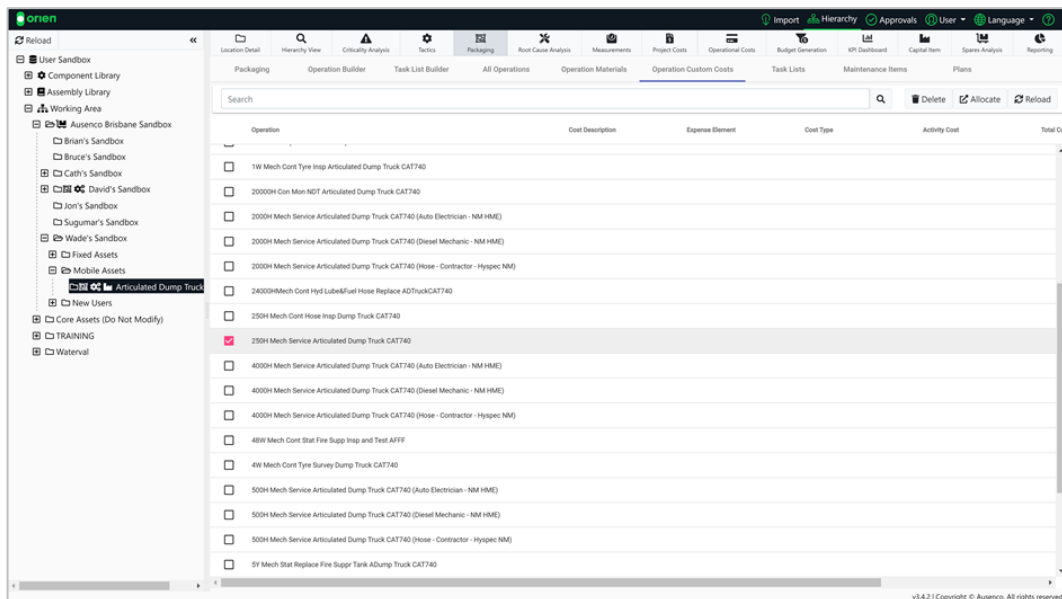 orien
Import Hierarchy Approvals User Language
Reload
Location Detail Hierarchy View Criticality Analysis Tactics Packaging Root Cause Analysis Measurements Project Costs Operational Costs Budget Generation KPI Dashboard Capital Item Spares Analysis Reporting
User Sandbox
Component Library
Assembly Library
Working Area
Ausenco Brisbane Sandbox
Brian's Sandbox
Bruce's Sandbox
Cath's Sandbox
David's Sandbox
Jon's Sandbox
Sugumar's Sandbox
Wade's Sandbox
Fixed Assets
Mobile Assets
Articulated Dump Truck
New Users
Core Assets (Do Not Modify)
TRAINING
Waterval
Packaging Operation Builder Task List Builder All Operations Operation Materials Operation Custom Costs Task Lists Maintenance Items Plans
Search Delete Allocate Reload
Operation Cost Description Expense Element Cost Type Activity Cost Total C
1W Mech Cont Tyre Insp Articulated Dump Truck CAT740
20000H Con Mon NDT Articulated Dump Truck CAT740
2000H Mech Service Articulated Dump Truck CAT740 (Auto Electrician - NM HME)
2000H Mech Service Articulated Dump Truck CAT740 (Diesel Mechanic - NM HME)
2000H Mech Service Articulated Dump Truck CAT740 (Hose - Contractor - Hyspec NM)
24000HMech Cont Hyd Lube&Fuel Hose Replace ADTruckCAT740
250H Mech Cont Hose Insp Dump Truck CAT740
250H Mech Service Articulated Dump Truck CAT740
4000H Mech Service Articulated Dump Truck CAT740 (Auto Electrician - NM HME)
4000H Mech Service Articulated Dump Truck CAT740 (Diesel Mechanic - NM HME)
4000H Mech Service Articulated Dump Truck CAT740 (Hose - Contractor - Hyspec NM)
48W Mech Cont Stat Fire Supp Insp and Test AFFF
4W Mech Cont Tyre Survey Dump Truck CAT740
500H Mech Service Articulated Dump Truck CAT740 (Auto Electrician - NM HME)
500H Mech Service Articulated Dump Truck CAT740 (Diesel Mechanic - NM HME)
500H Mech Service Articulated Dump Truck CAT740 (Hose - Contractor - Hyspec NM)
5Y Mech Stat Replace Fire Suppr Tank ADump Truck CAT740
v3.4.2 | Copyright © Ausenco. All rights reserved